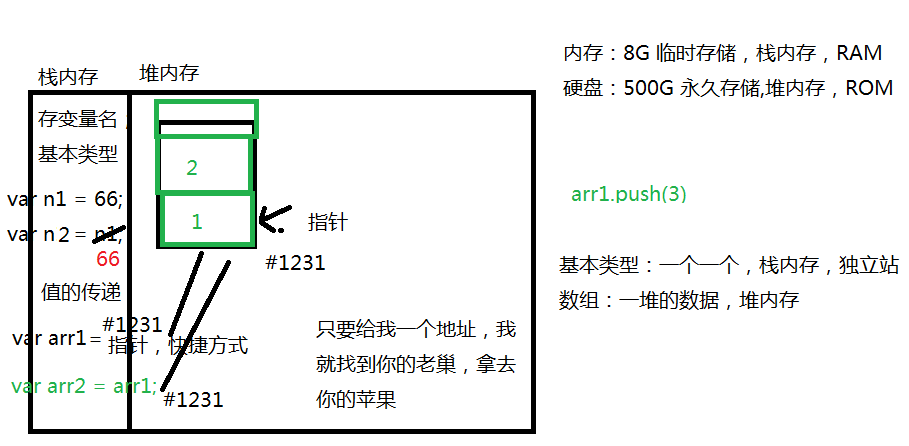 栈内存
堆内存
存变量名，
基本类型
var n1 = 66;
var n2 = n1;
66
值的传递
#1231
var arr1=
指针，快捷方式
var arr2 = arr1;
#1231
2
1
指针
#1231
只要给我一个地址，我
就找到你的老巢，拿去
你的苹果
内存：8G 临时存储，栈内存，RAM
硬盘：500G 永久存储,堆内存，ROM
arr1.push(3)
基本类型：一个一个，栈内存，独立站
数组：一堆的数据，堆内存